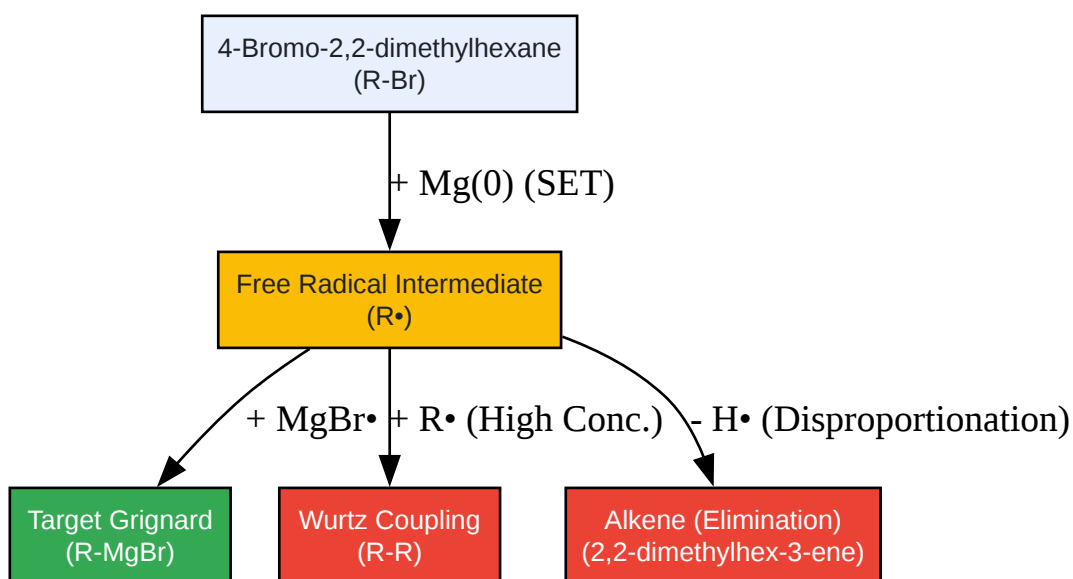 4-Bromo-2,2-dimethylhexane
(R-Br)
+ Mg(0) (SET)
Free Radical Intermediate
(R•)
+ MgBr•
+ R• (High Conc.)
- H• (Disproportionation)
Target Grignard
(R-MgBr)
Wurtz Coupling
(R-R)
Alkene (Elimination)
(2,2-dimethylhex-3-ene)